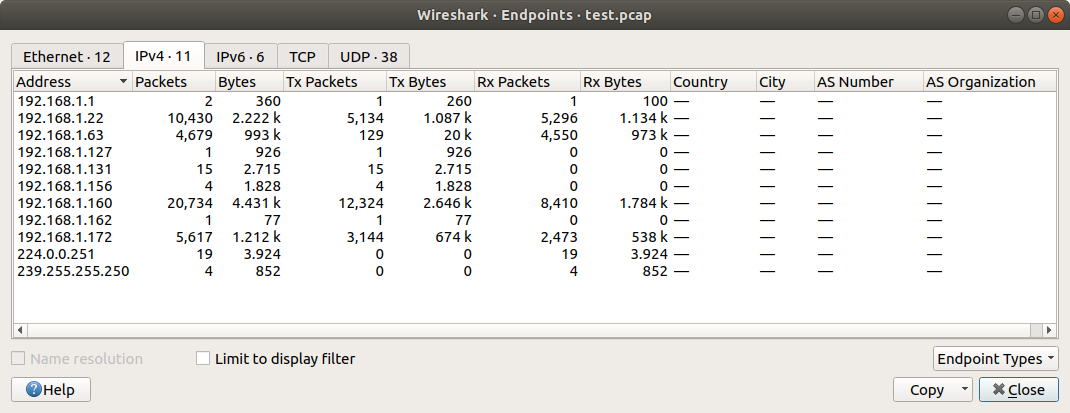 Wireshark · Endpoints · test.pcap
Ethernet · 12 IPv4 · 11 IPv6 · 6 TCP UDP · 38
Address Packets Bytes Tx Packets Tx Bytes Rx Packets Rx Bytes Country City AS Number AS Organization
192.168.1.1 2 360 1 260 1 100 — — — —
192.168.1.22 10,430 2.222 k 5,134 1.087 k 5,296 1.134 k — — — —
192.168.1.63 4,679 993 k 129 20 k 4,550 973 k — — — —
192.168.1.127 1 926 1 926 0 0 — — — —
192.168.1.131 15 2.715 15 2.715 0 0 — — — —
192.168.1.156 4 1.828 4 1.828 0 0 — — — —
192.168.1.160 20,734 4.431 k 12,324 2.646 k 8,410 1.784 k — — — —
192.168.1.162 1 77 1 77 0 0 — — — —
192.168.1.172 5,617 1.212 k 3,144 674 k 2,473 538 k — — — —
224.0.0.251 19 3.924 0 0 19 3.924 — — — —
239.255.255.250 4 852 0 0 4 852 — — — —
Name resolution Limit to display filter Endpoint Types
Help Copy Close